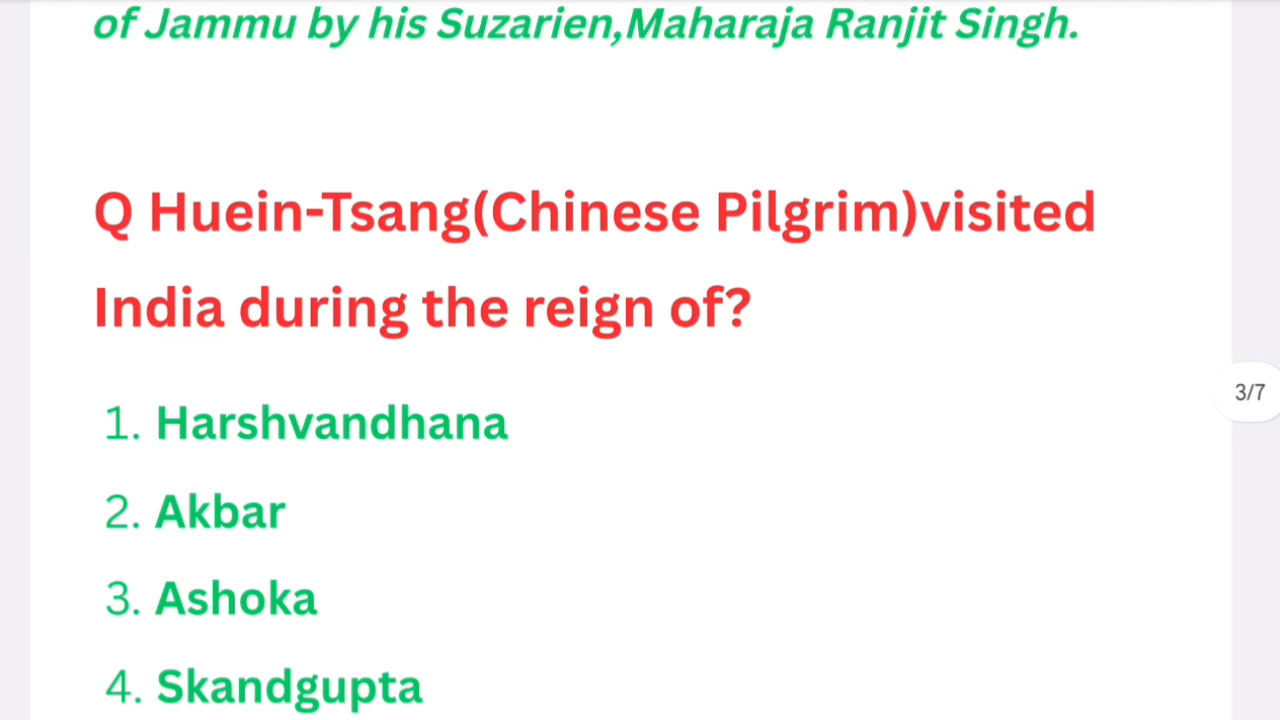 of Jammu by his Suzarien,Maharaja Ranjit Singh.
Q Huein-Tsang(Chinese Pilgrim)visited
India during the reign of?
1. Harshvandhana
3/7
2. Akbar
3. Ashoka
4. Skandgupta